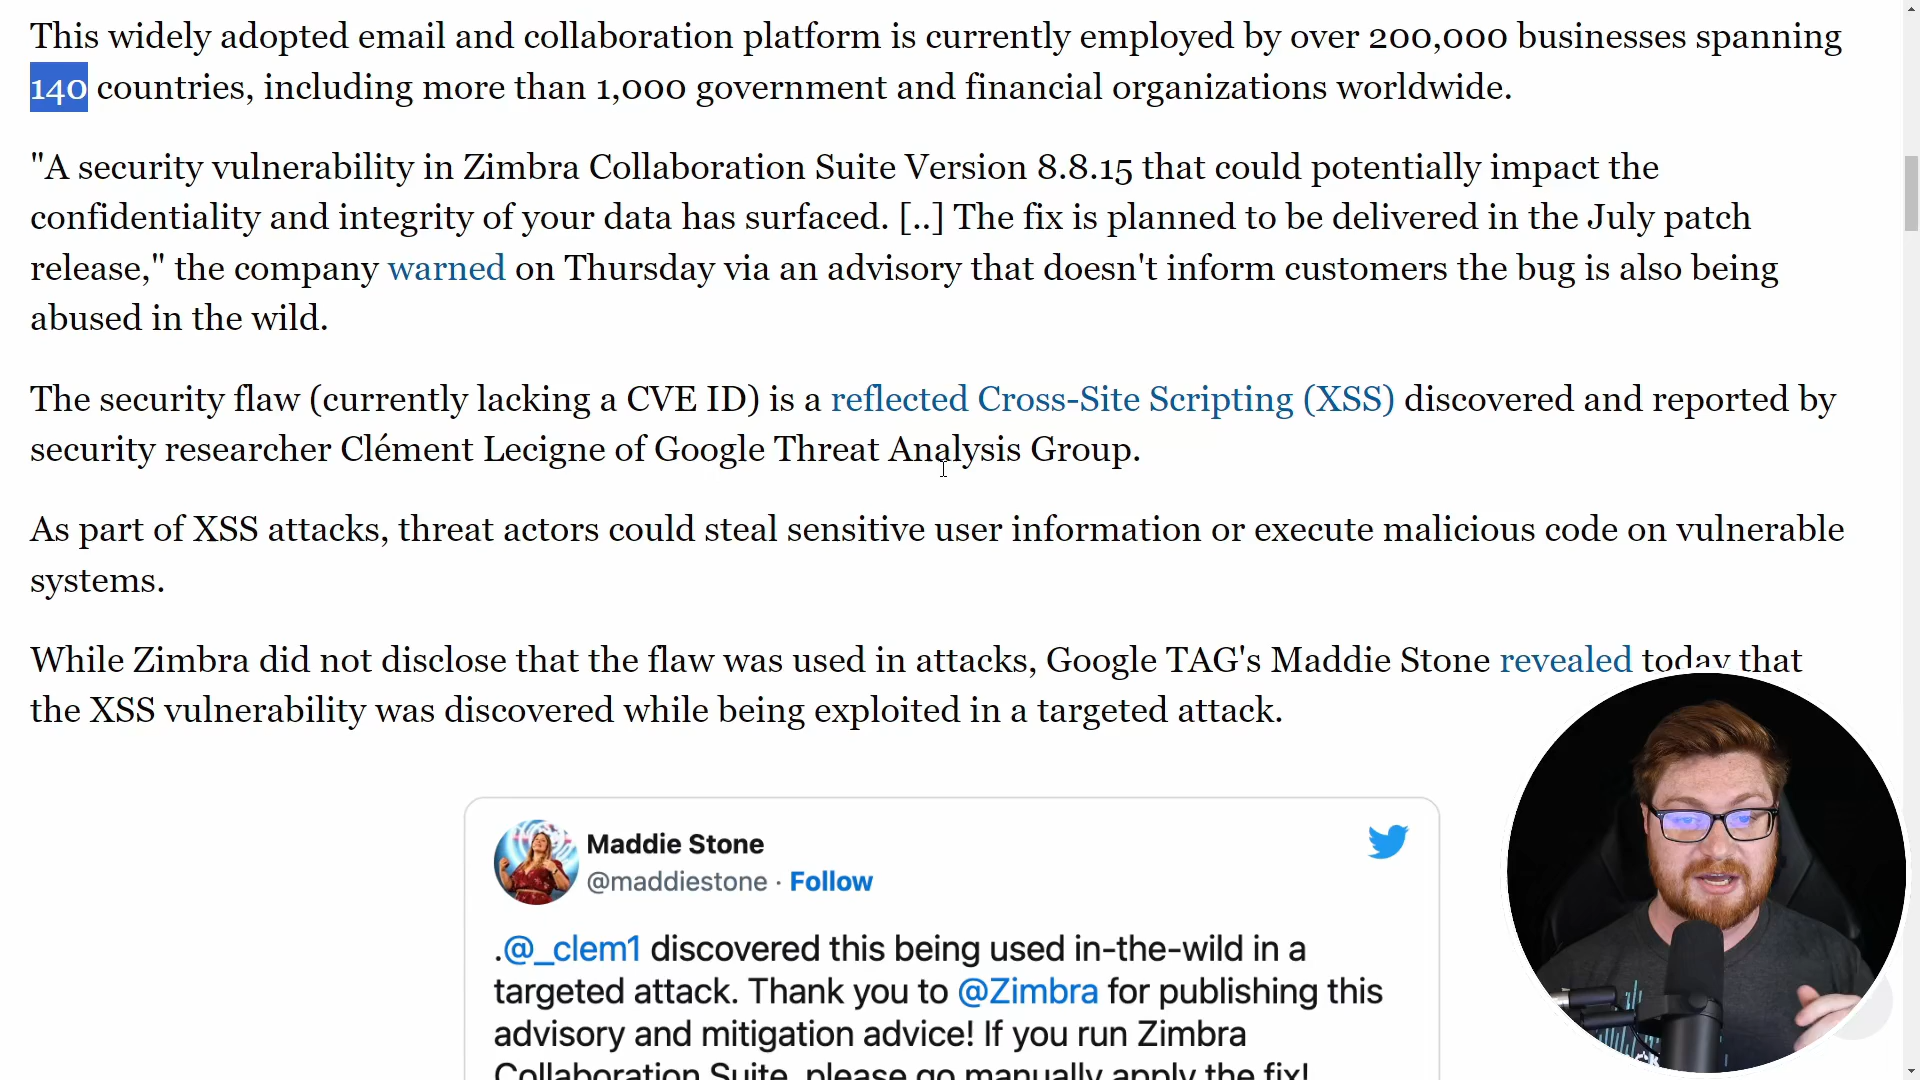 This widely adopted email and collaboration platform is currently employed by over 200,000 businesses spanning
140 countries, including more than 1,000 government and financial organizations worldwide.
"A security vulnerability in Zimbra Collaboration Suite Version 8.8.15 that could potentially impact the
confidentiality and integrity of your data has surfaced. [..] The fix is planned to be delivered in the July patch
release," the company warned on Thursday via an advisory that doesn't inform customers the bug is also being
abused in the wild.
The security flaw (currently lacking a CVE ID) is a reflected Cross-Site Scripting (XSS) discovered and reported by
security researcher Clément Lecigne of Google Threat Analysis Group.
As part of XSS attacks, threat actors could steal sensitive user information or execute malicious code on vulnerable
systems.
While Zimbra did not disclose that the flaw was used in attacks, Google TAG's Maddie Stone revealed today that
the XSS vulnerability was discovered while being exploited in a targeted attack.
Maddie Stone
@maddiestone · Follow
.@_clem1 discovered this being used in-the-wild in a
targeted attack. Thank you to @Zimbra for publishing this
advisory and mitigation advice! If you run Zimbra
Collaboration Suite, please go manually apply the fix!